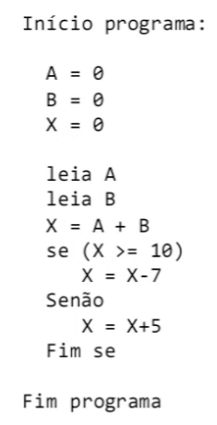 Início programa:
A = 0
B = 0
X = 0
leia A
leia B
X = A + B
se (X >= 10)
X = X-7
Senão
X = X+5
Fim se
Fim programa